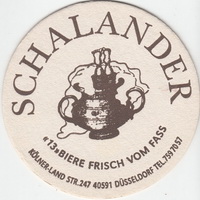 SCHALANDER
«13» BIERE FRISCH VOM FASS
KÖLNER-LAND STR. 247 40591 DÜSSELDORF TEL. 759 70 57